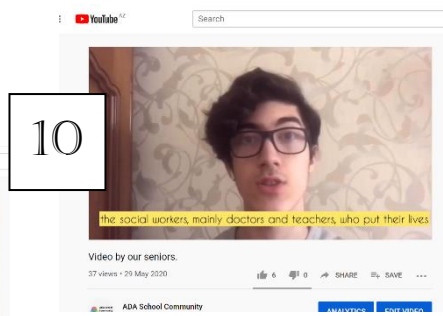 YouTube AZ
Search
10
the social workers, mainly doctors and teachers, who put their lives
Video by our seniors.
37 views • 29 May 2020
6 0 SHARE SAVE ...
ADA School Community
ANALYTICS EDIT VIDEO